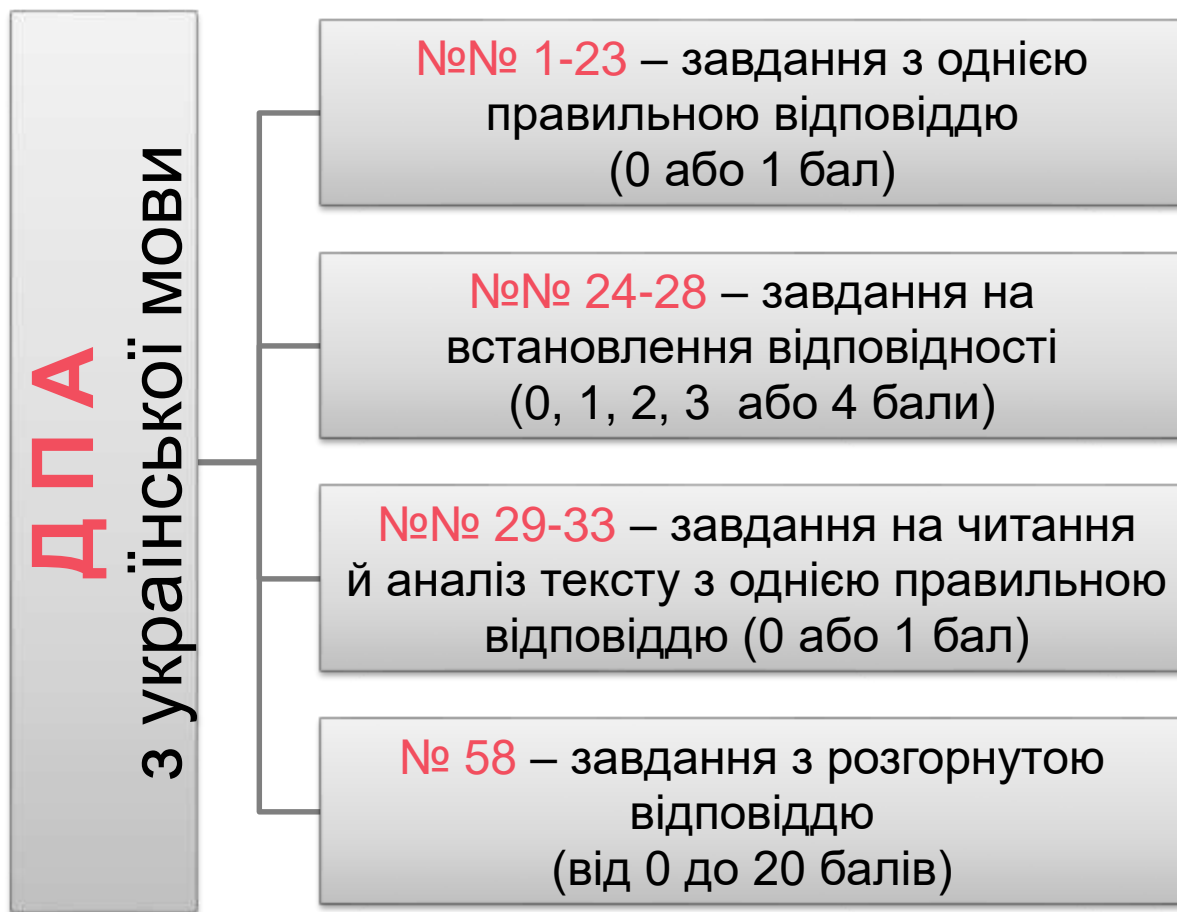 Д П А
з української мови
№№ 1-23 – завдання з однією
правильною відповіддю
(0 або 1 бал)
№№ 24-28 – завдання на
встановлення відповідності
(0, 1, 2, 3 або 4 бали)
№№ 29-33 – завдання на читання
й аналіз тексту з однією правильною
відповіддю (0 або 1 бал)
№ 58 – завдання з розгорнутою
відповіддю
(від 0 до 20 балів)